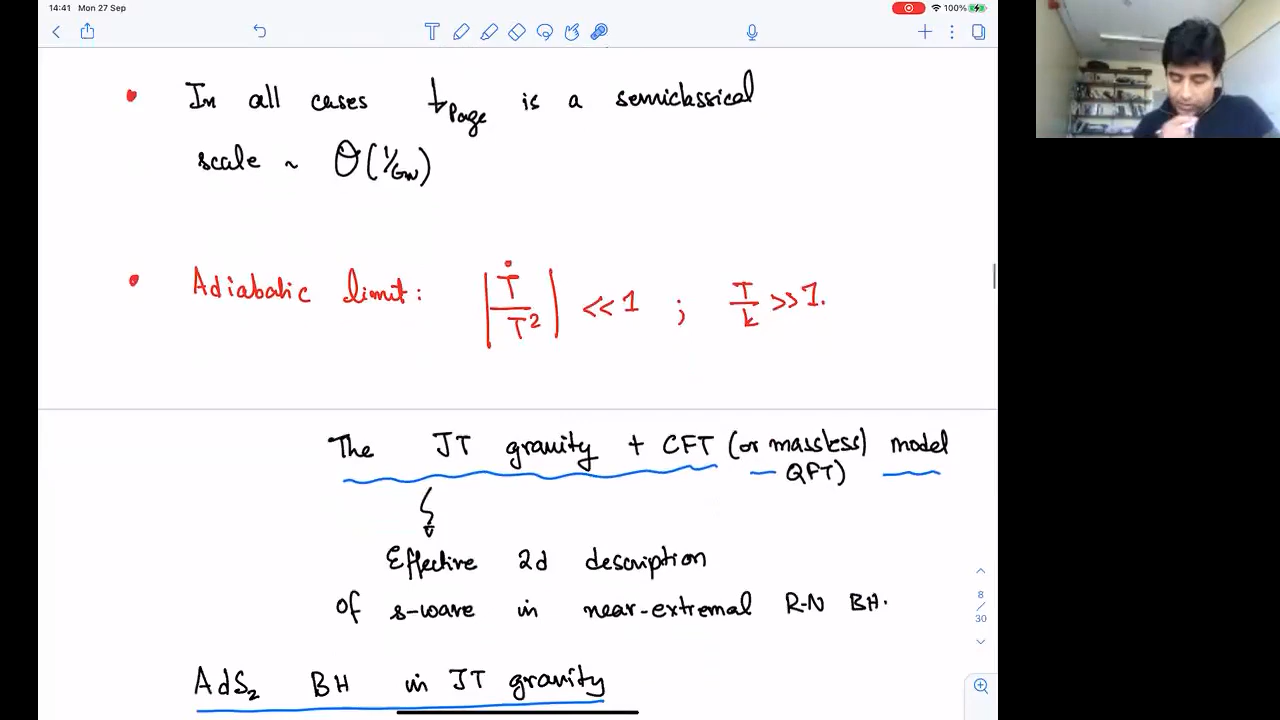 14:41 Mon 27 Sep
100%
• In all cases t_Page is a semiclassical
scale ~ O(1/G_N)
• Adiabatic limit: |Ṫ/T²| << 1 ; T/k >> 1.
The JT gravity + CFT (or massless) model
QFT)
Effective 2d description
of s-wave in near-extremal R-N BH.
AdS₂ BH in JT gravity
8
/
30